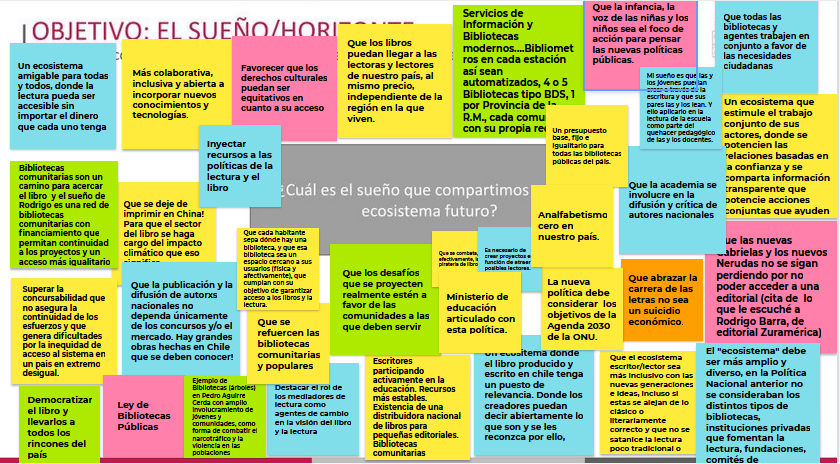 OBJETIVO: EL SUEÑO/HORIZONTE
Un ecosistema
amigable para todas
y todos, donde la
lectura pueda ser
accesible sin
importar el dinero
que cada uno tenga
Más colaborativa,
inclusiva y abierta a
incorporar nuevos
conocimientos y
tecnologías.
Favorecer que los
derechos culturales
puedan ser
equitativos en
cuanto a su acceso
Que los libros
puedan llegar a las
lectoras y lectores
de nuestro país, al
mismo precio,
independiente de la
región en la que
viven.
Servicios de
Información y
Bibliotecas
modernos....Bibliomet
ros en cada estación
así sean
automatizados, 4 o 5
Bibliotecas tipo BDS, 1
por Provincia de la
R.M., cada
con su propia
Que la infancia, la
voz de las niñas y los
niños sea el foco de
acción para pensar
las nuevas políticas
públicas.
Que todas las
bibliotecas y
agentes trabajen en
conjunto a favor de
las necesidades
ciudadanas
Mi sueño es que las y
los jóvenes puedan
a través de la
escritura y que sus
pares las y los lean. Y
ello aplicarlo en la
lectura de la escuela
como parte del
quehacer pedagógico
de las y los docentes.
Un ecosistema que
estimule el trabajo
conjunto de sus
actores, donde se
potencien las
relaciones basadas en
la confianza y se
comparta información
transparente que
potencie acciones
conjuntas que ayuden
Inyectar
recursos a las
políticas de la
lectura y el
libro
Un presupuesto
base, fijo e
igualitario para
todas las bibliotecas
públicas del país.
Bibliotecas
comunitarias son un
camino para acercar
el libro y el sueño de
Rodrigo es una red de
bibliotecas
comunitarias con
financiamiento que
permitan continuidad
a los proyectos y un
acceso más igualitario
Que se deje de
imprimir en China!
Para que el sector
del libro se haga
cargo del impacto
climático que eso
significa
¿Cuál es el sueño que compartimos
ecosistema futuro?
Analfabetismo
cero en
nuestro país.
Que la academia se
involucre en la
difusión y crítica de
autores nacionales
Que las nuevas
Gabrielas y los nuevos
Nerudas no se sigan
perdiendo por no
poder acceder a una
editorial (cita de lo
que le escuché a
Rodrigo Barra, de
editorial Zuramérica)
Que cada habitante
sepa dónde hay una
biblioteca, y que esa
biblioteca sea un
espacio cercano a sus
usuarios (física y
afectivamente), que
cumplan con su
objetivo de garantizar
acceso a los libros y la
lectura.
Que los desafíos
que se proyecten
realmente estén a
favor de las
comunidades a las
que deben servir
Que se combata,
efectivamente, la
piratería de libros
Es necesario de
crear proyectos en
función de atraer
posibles lectores.
Ministerio de
educación
articulado con
esta política.
La nueva
política debe
considerar los
objetivos de la
Agenda 2030
de la ONU.
Que abrazar la
carrera de las
letras no sea
un suicidio
económico.
Superar la
concursabilidad que
no asegura la
continuidad de los
esfuerzos y que
genera dificultades
por la inequidad de
acceso al sistema en
un país en extremo
desigual.
Que la publicación y la
difusión de autorxs
nacionales no
dependa únicamente
de los concursos y/o el
mercado. Hay grandes
obras hechas en Chile
que se deben conocer!
Que se
refuercen las
bibliotecas
comunitarias
y populares
Democratizar
el libro y
llevarlos a
todos los
rincones del
país
Ley de
Bibliotecas
Públicas
Ejemplo de
Bibliotecas (árboles)
en Pedro Aguirre
Cerda con amplio
involucramiento de
Jóvenes y
comunidades, como
forma de combatir el
narcotráfico y la
violencia en las
poblaciones
Destacar el rol de
los mediadores de
lectura como
agentes de cambio
en la visión del libro
y la lectura
Escritores
participando
activamente en la
educación. Recursos
más estables.
Existencia de una
distribuidora nacional
de libros para
pequeñas editoriales.
Bibliotecas
comunitarias
Un ecosistema donde
el libro producido y
escrito en chile tenga
un puesto de
relevancia. Donde los
creadores puedan
decir abiertamente lo
que son y se les
reconzca por ello,
Que el ecosistema
escritor/lector sea
más inclusivo con las
nuevas generaciones
e ideas, incluso si
estas se alejan de lo
clásico o
literariamente
correcto y que no se
satanice la lectura
poco tradicional o
El "ecosistema" debe
ser más amplio y
diverso, en la Política
Nacional anterior no
se consideraban los
distintos tipos de
bibliotecas,
instituciones privadas
que fomentan la
lectura, fundaciones,
comités de